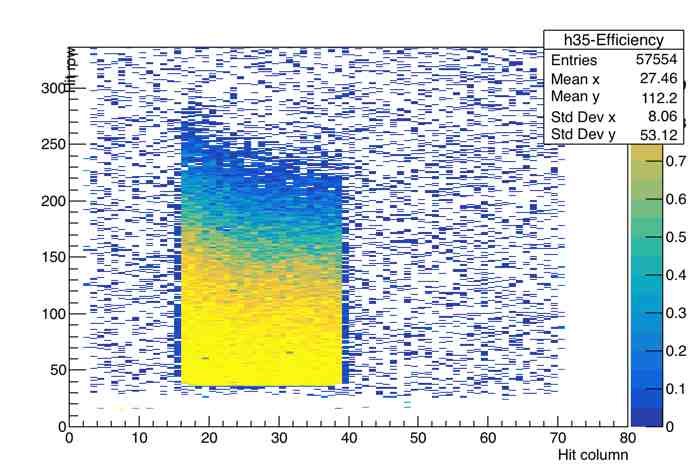 h35-Efficiency
Entries 57554
Mean x 27.46
Mean y 112.2
Std Dev x 8.06
Std Dev y 53.12
Hit row
300
250
200
150
100
50
0
0 10 20 30 40 50 60 70 80
Hit column
0.7
0.6
0.5
0.4
0.3
0.2
0.1
0